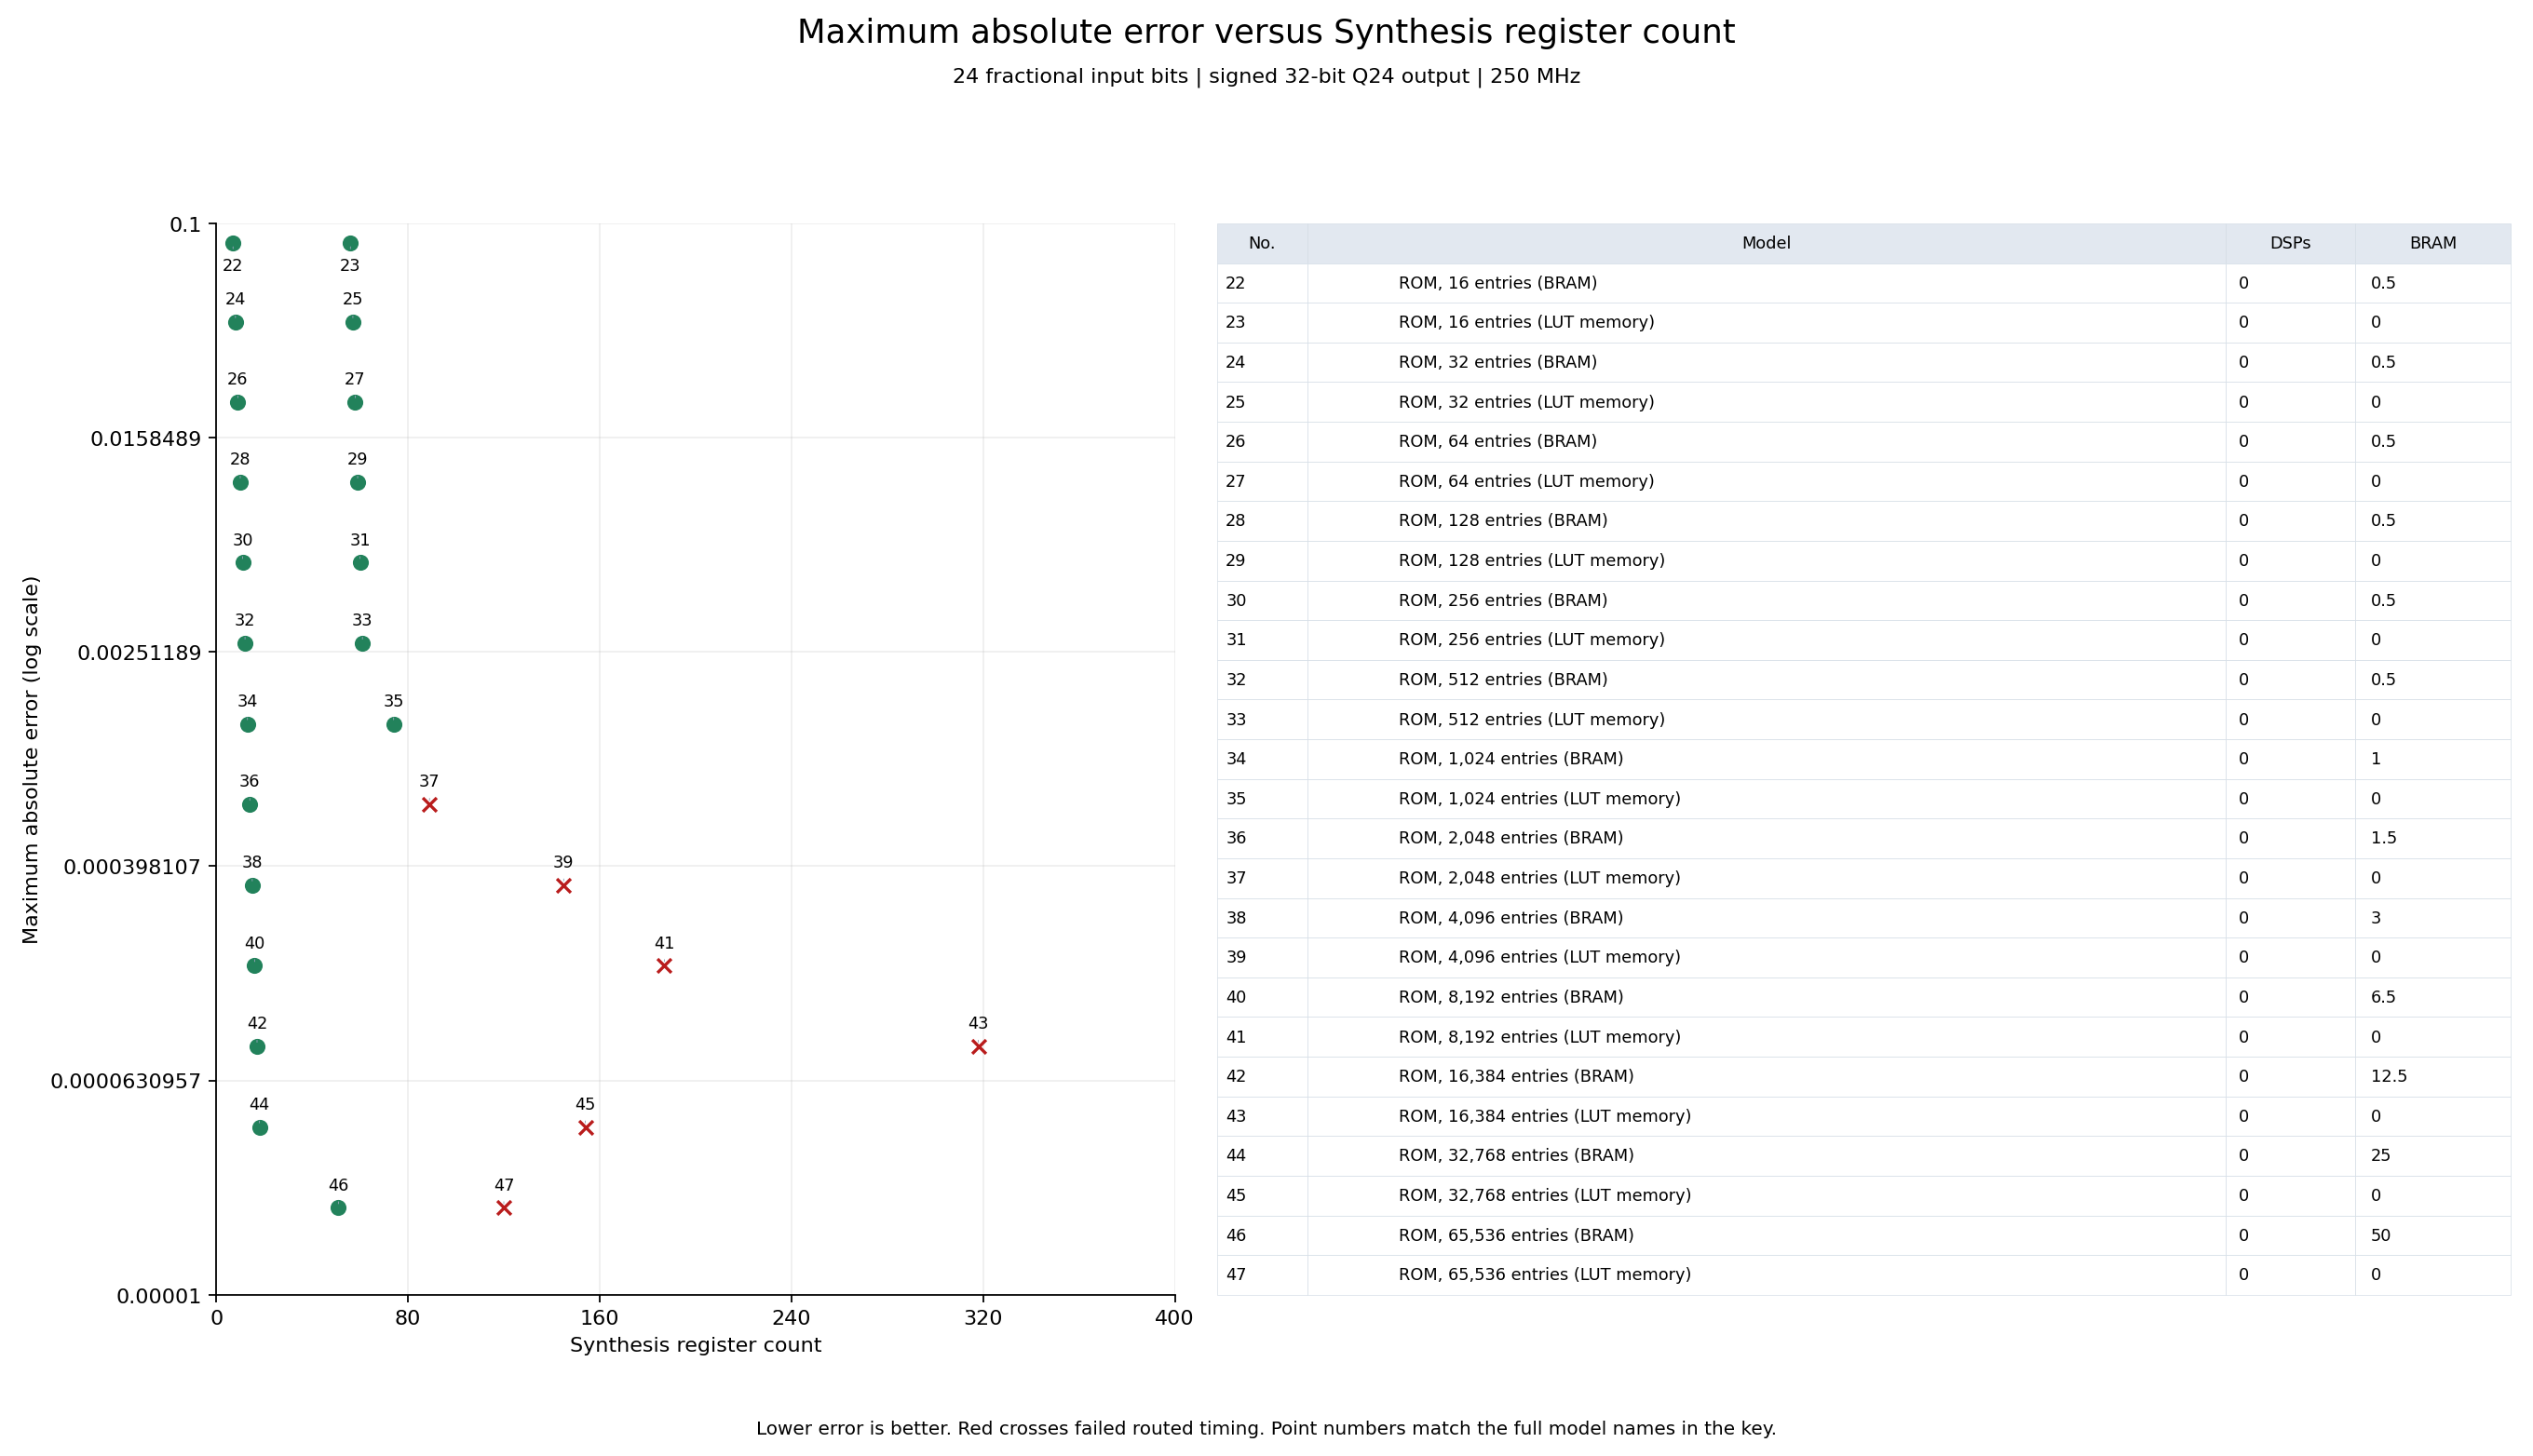 Maximum absolute error versus Synthesis register count
24 fractional input bits | signed 32-bit Q24 output | 250 MHz
Maximum absolute error (log scale)
0.1
0.0158489
0.00251189
0.000398107
0.0000630957
0.00001
22 23
24 25
26 27
28 29
30 31
32 33
34 35
36 37
38 39
40 41
42 43
44 45
46 47
0 80 160 240 320 400
Synthesis register count
No. Model DSPs BRAM
22 ROM, 16 entries (BRAM) 0 0.5
23 ROM, 16 entries (LUT memory) 0 0
24 ROM, 32 entries (BRAM) 0 0.5
25 ROM, 32 entries (LUT memory) 0 0
26 ROM, 64 entries (BRAM) 0 0.5
27 ROM, 64 entries (LUT memory) 0 0
28 ROM, 128 entries (BRAM) 0 0.5
29 ROM, 128 entries (LUT memory) 0 0
30 ROM, 256 entries (BRAM) 0 0.5
31 ROM, 256 entries (LUT memory) 0 0
32 ROM, 512 entries (BRAM) 0 0.5
33 ROM, 512 entries (LUT memory) 0 0
34 ROM, 1,024 entries (BRAM) 0 1
35 ROM, 1,024 entries (LUT memory) 0 0
36 ROM, 2,048 entries (BRAM) 0 1.5
37 ROM, 2,048 entries (LUT memory) 0 0
38 ROM, 4,096 entries (BRAM) 0 3
39 ROM, 4,096 entries (LUT memory) 0 0
40 ROM, 8,192 entries (BRAM) 0 6.5
41 ROM, 8,192 entries (LUT memory) 0 0
42 ROM, 16,384 entries (BRAM) 0 12.5
43 ROM, 16,384 entries (LUT memory) 0 0
44 ROM, 32,768 entries (BRAM) 0 25
45 ROM, 32,768 entries (LUT memory) 0 0
46 ROM, 65,536 entries (BRAM) 0 50
47 ROM, 65,536 entries (LUT memory) 0 0
Lower error is better. Red crosses failed routed timing. Point numbers match the full model names in the key.